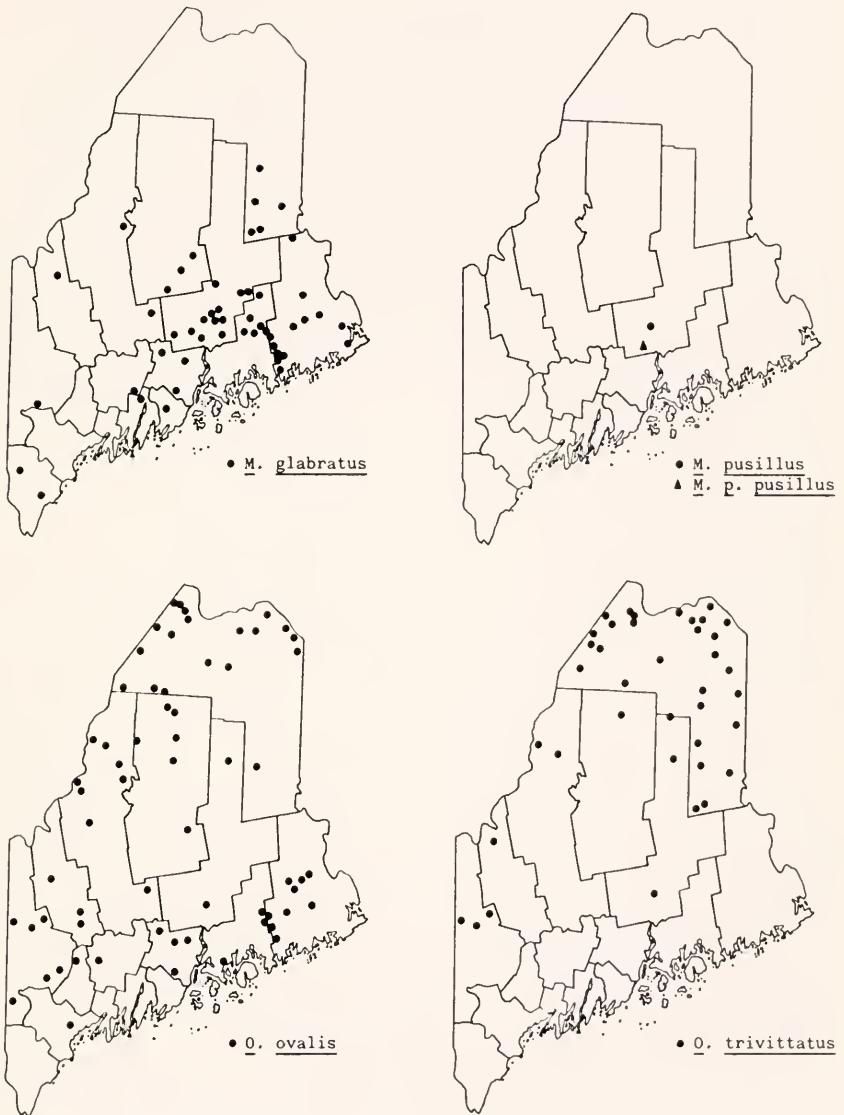 ● M. glabratus
● M. pusillus
▲ M. p. pusillus
● O. ovalis
● O. trivittatus